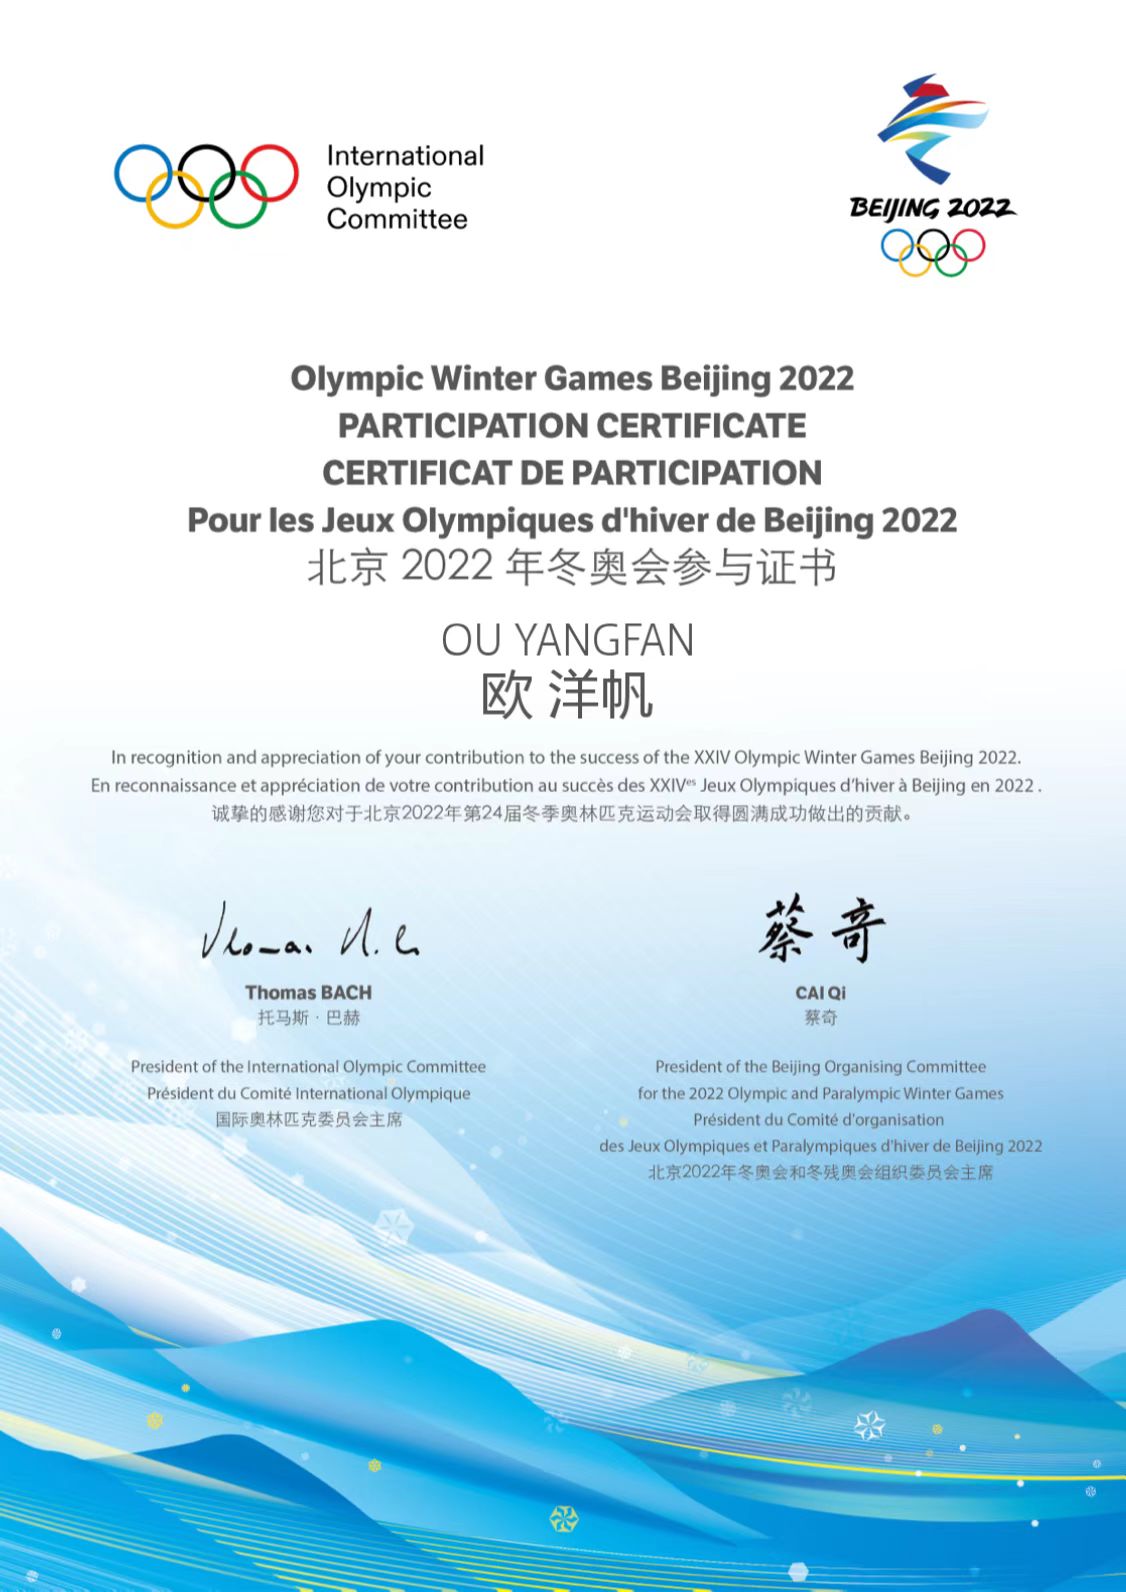 International
Olympic
Committee
BEIJING 2022
Olympic Winter Games Beijing 2022
PARTICIPATION CERTIFICATE
CERTIFICAT DE PARTICIPATION
Pour les Jeux Olympiques d'hiver de Beijing 2022
北京 2022 年冬奥会参与证书
OU YANGFAN
欧 洋帆
In recognition and appreciation of your contribution to the success of the XXIV Olympic Winter Games Beijing 2022.
En reconnaissance et appréciation de votre contribution au succès des XXIVᵉˢ Jeux Olympiques d’hiver à Beijing en 2022 .
诚挚的感谢您对于北京2022年第24届冬季奥林匹克运动会取得圆满成功做出的贡献。
蔡奇
Thomas BACH
托马斯 · 巴赫
President of the International Olympic Committee
Président du Comité International Olympique
国际奥林匹克委员会主席
CAI Qi
蔡奇
President of the Beijing Organising Committee
for the 2022 Olympic and Paralympic Winter Games
Président du Comité d'organisation
des Jeux Olympiques et Paralympiques d'hiver de Beijing 2022
北京2022年冬奥会和冬残奥会组织委员会主席